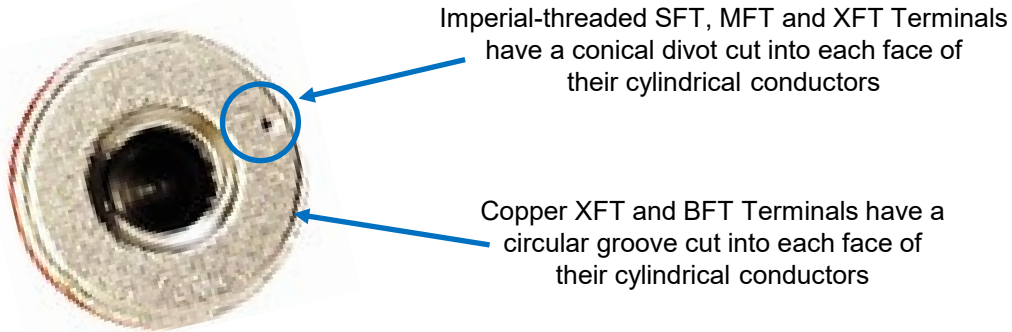 Imperial-threaded SFT, MFT and XFT Terminals
have a conical divot cut into each face of
their cylindrical conductors
Copper XFT and BFT Terminals have a
circular groove cut into each face of
their cylindrical conductors